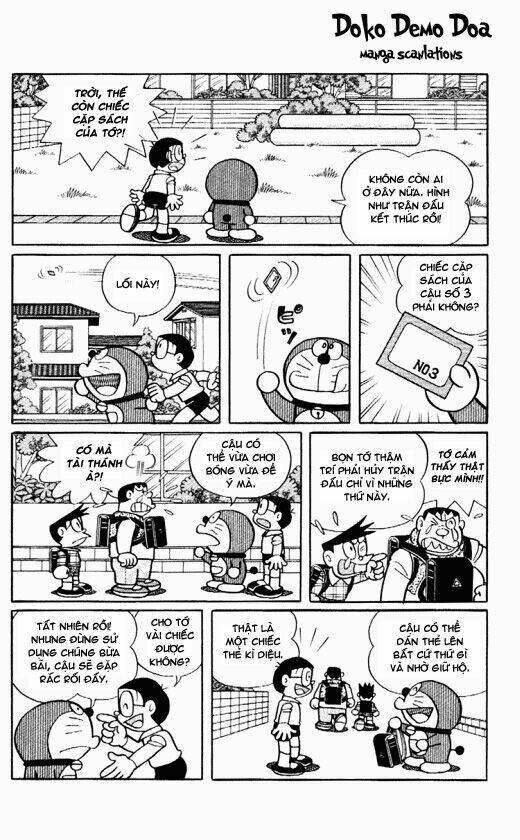 Doko Demo Doa
manga scanlations
TRỜI, THẾ
CÒN CHIẾC
CẶP SÁCH
CỦA TỚ?!
KHÔNG CÒN AI
Ở ĐÂY NỮA. HÌNH
NHƯ TRẬN ĐẤU
KẾT THÚC RỒI!
LỐI NÀY!
ピピッ
CHIẾC CẶP
SÁCH CỦA
CẬU SỐ 3
PHẢI KHÔNG?
NO3
CÓ MÀ
TÀI THÁNH
À?!
CẬU CÓ
THỂ VỪA CHƠI
BÓNG VỪA ĐỂ
Ý MÀ.
BỌN TỚ THẬM
TRÍ PHẢI HỦY TRẬN
ĐẤU CHỈ VÌ NHỮNG
THỨ NÀY.
TỚ CẢM
THẤY THẬT
BỰC MÌNH!!
TẤT NHIÊN RỒI!
NHƯNG ĐỪNG SỬ
DỤNG CHÚNG BỪA
BÃI, CẬU SẼ GẶP
RẮC RỐI ĐẤY.
CHO TỚ
VÀI CHIẾC
ĐƯỢC KHÔNG?
THẬT LÀ
MỘT CHIẾC
THẺ KÌ DIỆU.
CẬU CÓ THỂ
DÁN THẺ LÊN
BẤT CỨ THỨ GÌ
VÀ NHỜ GIỮ HỘ.